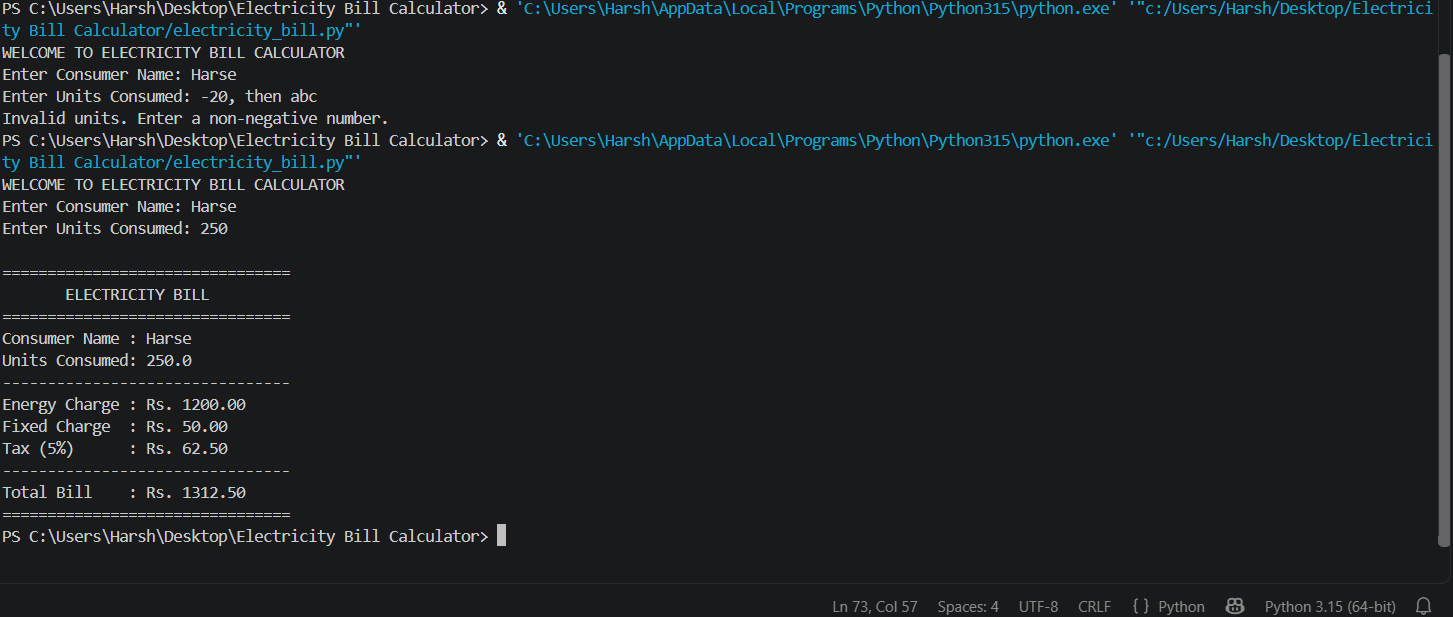 PS C:\Users\Harsh\Desktop\Electricity Bill Calculator> & 'C:\Users\Harsh\AppData\Local\Programs\Python\Python315\python.exe' '"c:/Users/Harsh/Desktop/Electrici
ty Bill Calculator/electricity_bill.py"'
WELCOME TO ELECTRICITY BILL CALCULATOR
Enter Consumer Name: Harse
Enter Units Consumed: -20, then abc
Invalid units. Enter a non-negative number.
PS C:\Users\Harsh\Desktop\Electricity Bill Calculator> & 'C:\Users\Harsh\AppData\Local\Programs\Python\Python315\python.exe' '"c:/Users/Harsh/Desktop/Electrici
ty Bill Calculator/electricity_bill.py"'
WELCOME TO ELECTRICITY BILL CALCULATOR
Enter Consumer Name: Harse
Enter Units Consumed: 250

================================
       ELECTRICITY BILL
================================
Consumer Name : Harse
Units Consumed: 250.0
--------------------------------
Energy Charge : Rs. 1200.00
Fixed Charge  : Rs. 50.00
Tax (5%)      : Rs. 62.50
--------------------------------
Total Bill    : Rs. 1312.50
================================
PS C:\Users\Harsh\Desktop\Electricity Bill Calculator>
Ln 73, Col 57 Spaces: 4 UTF-8 CRLF { } Python Python 3.15 (64-bit)